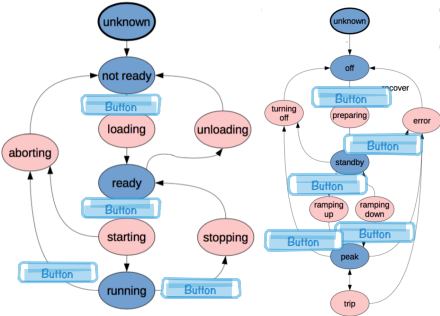 unknown
not ready
Button
loading
unloading
aborting
ready
Button
starting
stopping
Button
running
Button
unknown
off
Button
turning
off
preparing
error
Button
standby
Button
ramping
up
ramping
down
Button
Button
peak
trip